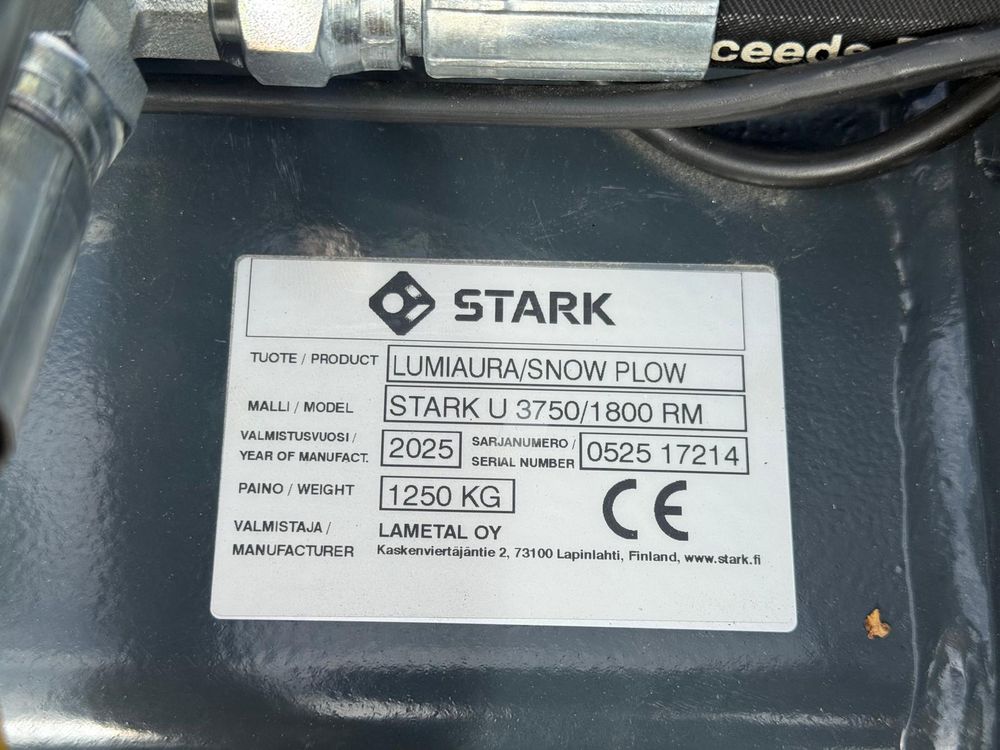 ceeds
STARK
TUOTE / PRODUCT LUMIAURA/SNOW PLOW
MALLI / MODEL STARK U 3750/1800 RM
VALMISTUSVUOSI / YEAR OF MANUFACT. 2025 SARJANUMERO / SERIAL NUMBER 0525 17214
PAINO / WEIGHT 1250 KG
CE
VALMISTAJA / MANUFACTURER LAMETAL OY
Kaskenviertäjäntie 2, 73100 Lapinlahti, Finland, www.stark.fi